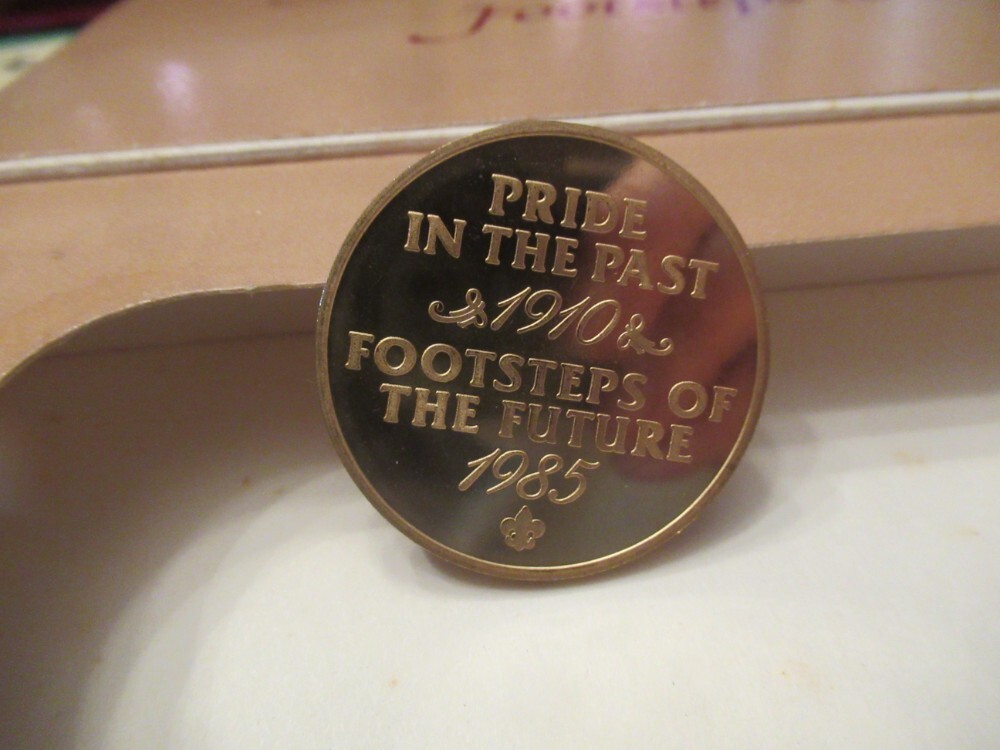 PRIDE
IN THE PAST
1910
FOOTSTEPS OF
THE FUTURE
1985